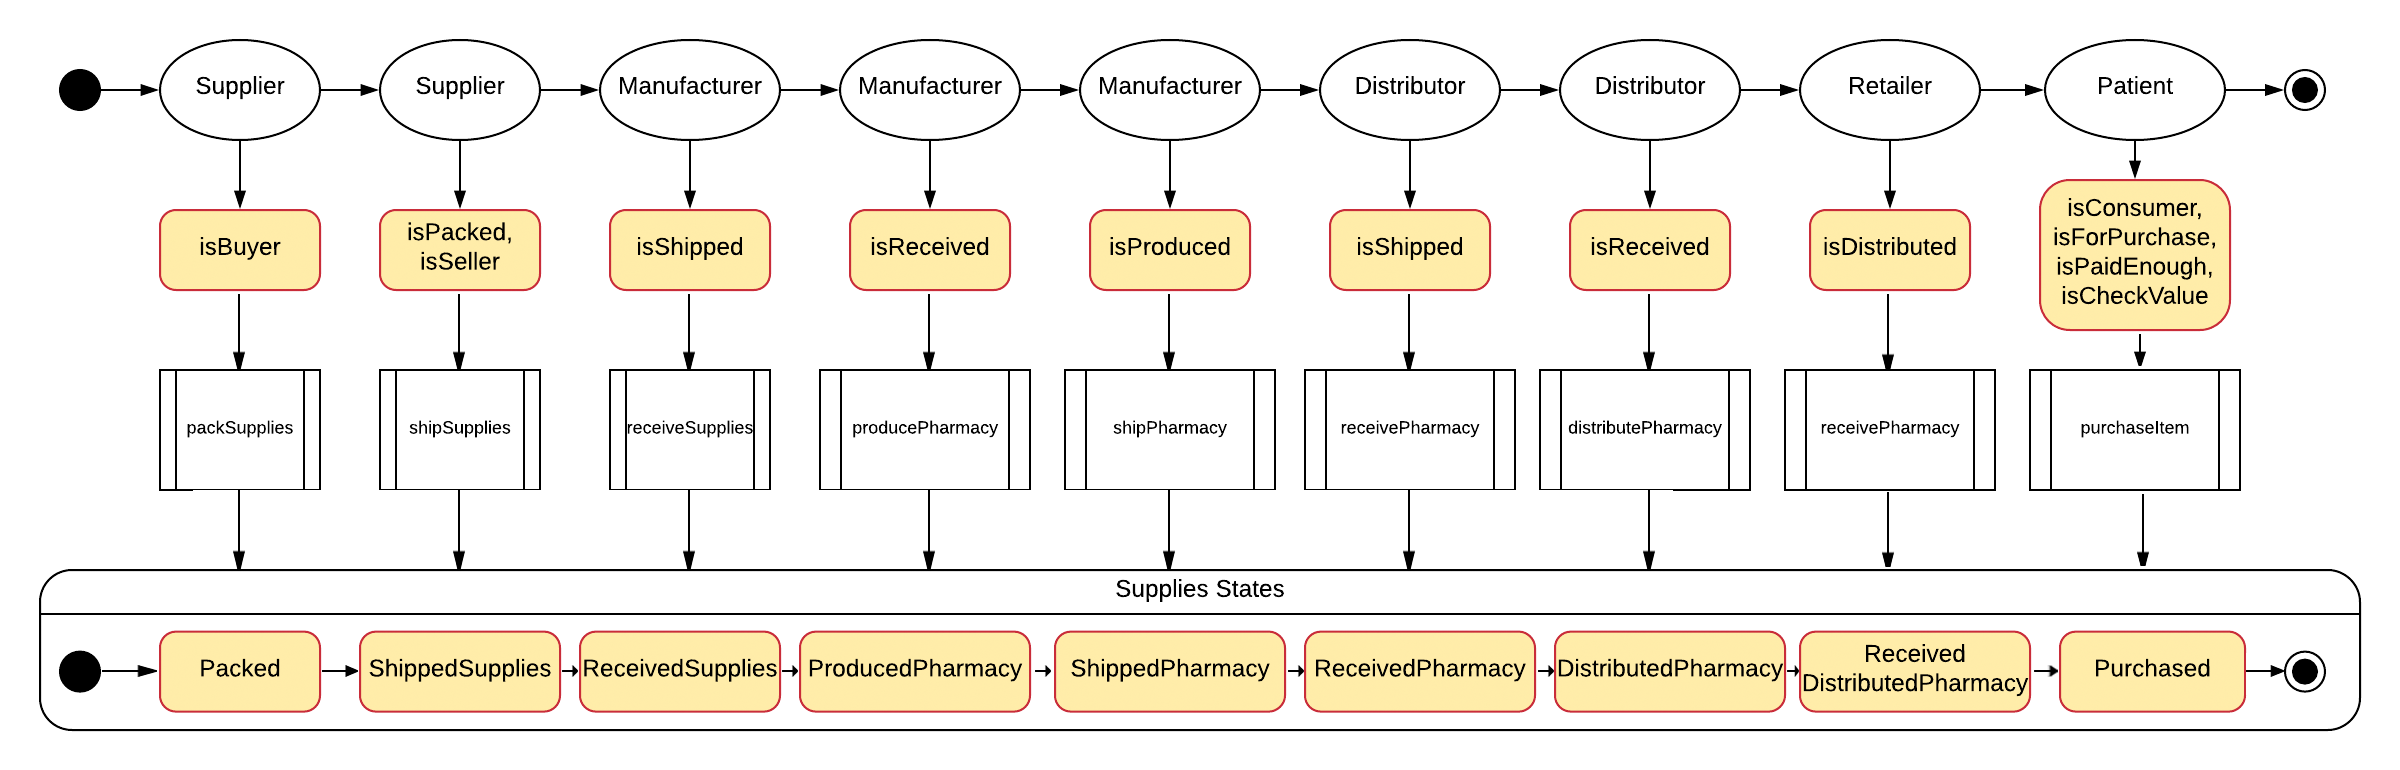 Supplier
Supplier
Manufacturer
Manufacturer
Manufacturer
Distributor
Distributor
Retailer
Patient
isBuyer
isPacked,
isSeller
isShipped
isReceived
isProduced
isShipped
isReceived
isDistributed
isConsumer,
isForPurchase,
isPaidEnough,
isCheckValue
packSupplies
shipSupplies
receiveSupplies
producePharmacy
shipPharmacy
receivePharmacy
distributePharmacy
receivePharmacy
purchaseItem
Supplies States
Packed
ShippedSupplies
ReceivedSupplies
ProducedPharmacy
ShippedPharmacy
ReceivedPharmacy
DistributedPharmacy
Received
DistributedPharmacy
Purchased